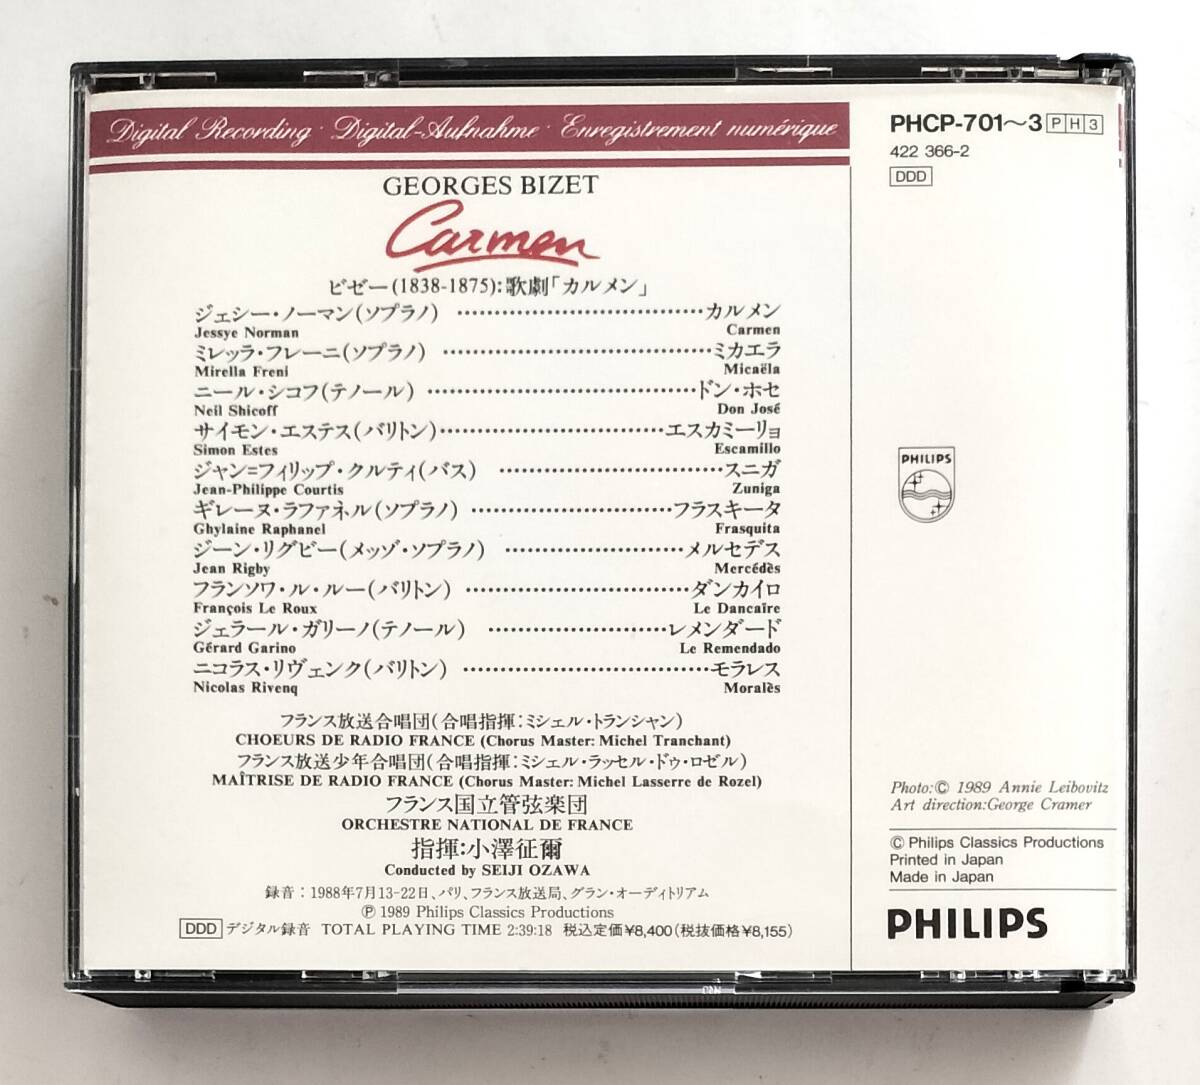 Digital Recording · Digital-Aufnahme · Enregistrement numérique
GEORGES BIZET
Carmen
ビゼー(1838-1875):歌劇「カルメン」
ジェシー・ノーマン(ソプラノ) ……………………………カルメン
Jessye Norman Carmen
ミレッラ・フレーニ(ソプラノ) ……………………………ミカエラ
Mirella Freni Micaëla
ニール・シコフ(テノール) ……………………………ドン・ホセ
Neil Shicoff Don José
サイモン・エステス(バリトン)……………………………エスカミーリョ
Simon Estes Escamillo
ジャン=フィリップ・クルティ(バス) ……………………………スニガ
Jean-Philippe Courtis Zuniga
ギレーヌ・ラファネル(ソプラノ) ……………………………フラスキータ
Ghylaine Raphanel Frasquita
ジーン・リグビー(メッゾ・ソプラノ) ……………………………メルセデス
Jean Rigby Mercédès
フランソワ・ル・ルー(バリトン) ……………………………ダンカイロ
François Le Roux Le Dancaïre
ジェラール・ガリーノ(テノール) ……………………………レメンダード
Gérard Garino Le Remendado
ニコラス・リヴェンク(バリトン) ……………………………モラレス
Nicolas Rivenq Moralès
フランス放送合唱団(合唱指揮:ミシェル・トランシャン)
CHOEURS DE RADIO FRANCE (Chorus Master: Michel Tranchant)
フランス放送少年合唱団(合唱指揮:ミシェル・ラッセル・ドゥ・ロゼル)
MAÎTRISE DE RADIO FRANCE (Chorus Master: Michel Lasserre de Rozel)
フランス国立管弦楽団
ORCHESTRE NATIONAL DE FRANCE
指揮:小澤征爾
Conducted by SEIJI OZAWA
録音:1988年7月13-22日、パリ、フランス放送局、グラン・オーディトリアム
Ⓟ 1989 Philips Classics Productions
DDD デジタル録音 TOTAL PLAYING TIME 2:39:18 税込定価¥8,400(税抜価格¥8,155)
PHCP-701〜3 PH3
422 366-2
DDD
PHILIPS
Photo:© 1989 Annie Leibovitz
Art direction:George Cramer
© Philips Classics Productions
Printed in Japan
Made in Japan
PHILIPS